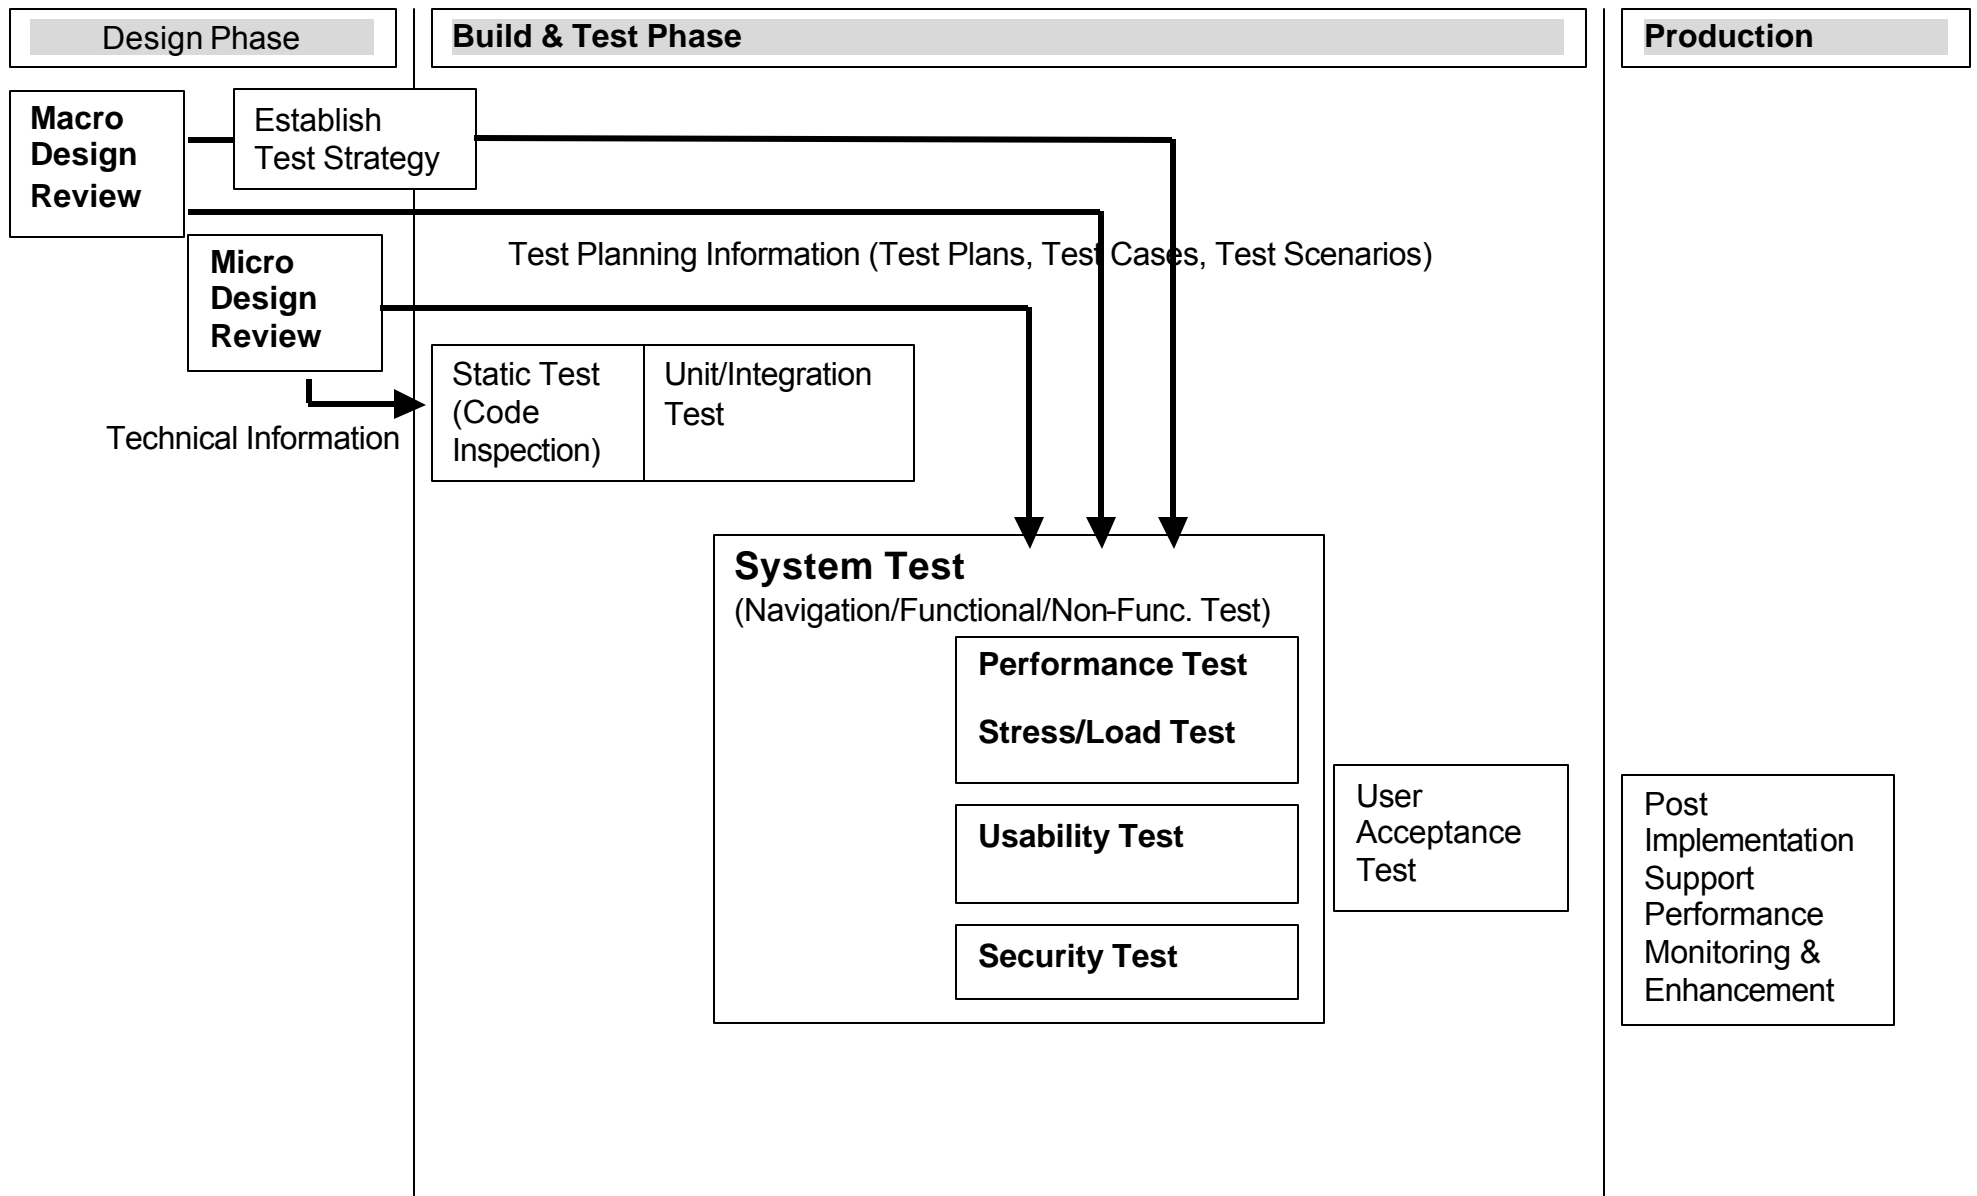 Design Phase
Build & Test Phase
Production
Macro
Design
Review
Establish
Test Strategy
Micro
Design
Review
Test Planning Information (Test Plans, Test Cases, Test Scenarios)
Technical Information
Static Test
(Code
Inspection)
Unit/Integration
Test
System Test
(Navigation/Functional/Non-Func. Test)
Performance Test
Stress/Load Test
Usability Test
Security Test
User
Acceptance
Test
Post
Implementation
Support
Performance
Monitoring &
Enhancement